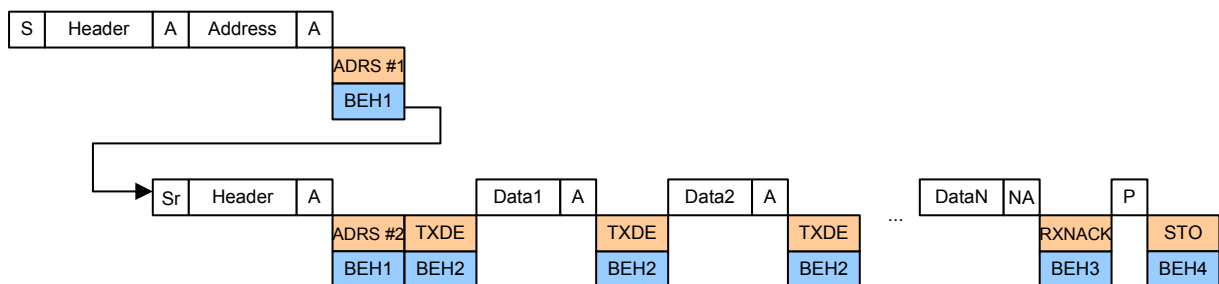 S Header A Address A
ADRS #1
BEH1
Sr Header A Data1 A Data2 A ... DataN NA P
ADRS #2 TXDE TXDE TXDE RXNACK STO
BEH1 BEH2 BEH2 BEH2 BEH3 BEH4